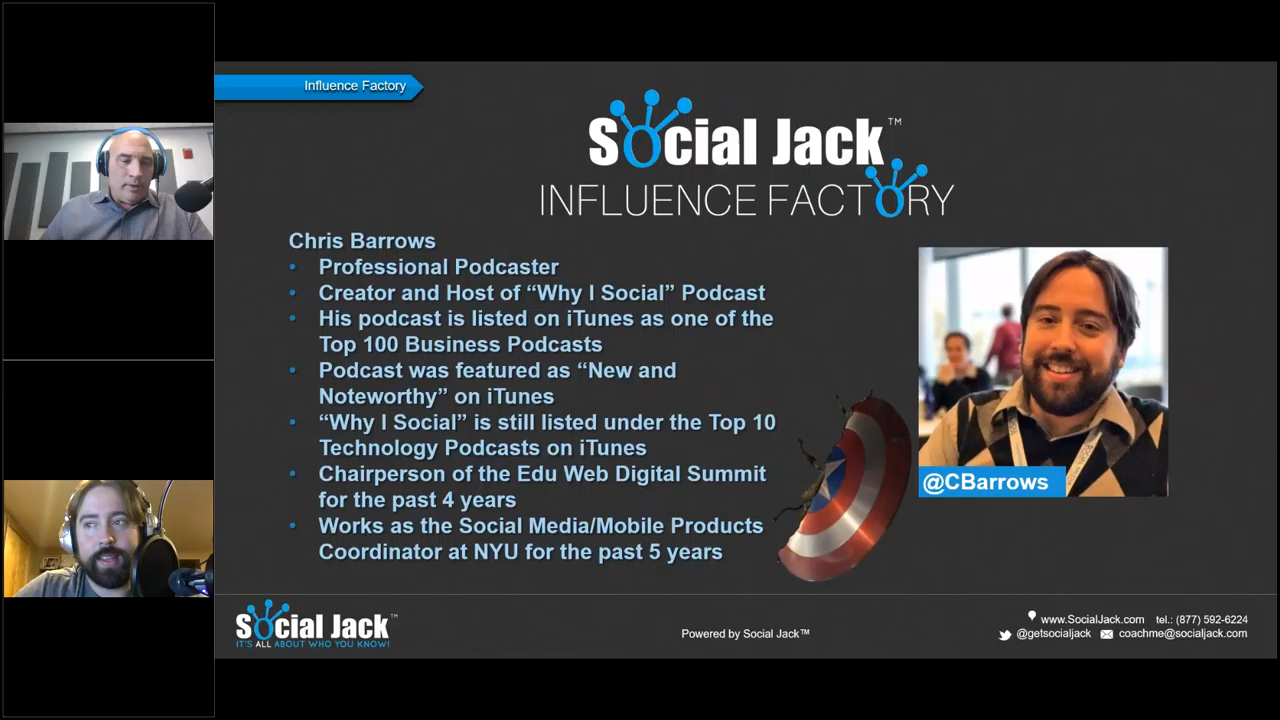 Influence Factory
Social Jack™
INFLUENCE FACTORY
Chris Barrows
• Professional Podcaster
• Creator and Host of “Why I Social” Podcast
• His podcast is listed on iTunes as one of the
Top 100 Business Podcasts
• Podcast was featured as “New and
Noteworthy” on iTunes
• “Why I Social” is still listed under the Top 10
Technology Podcasts on iTunes
• Chairperson of the Edu Web Digital Summit
for the past 4 years
• Works as the Social Media/Mobile Products
Coordinator at NYU for the past 5 years
@CBarrows
Social Jack™
IT'S ALL ABOUT WHO YOU KNOW!
Powered by Social Jack™
www.SocialJack.com tel.: (877) 592-6224
@getsocialjack coachme@socialjack.com